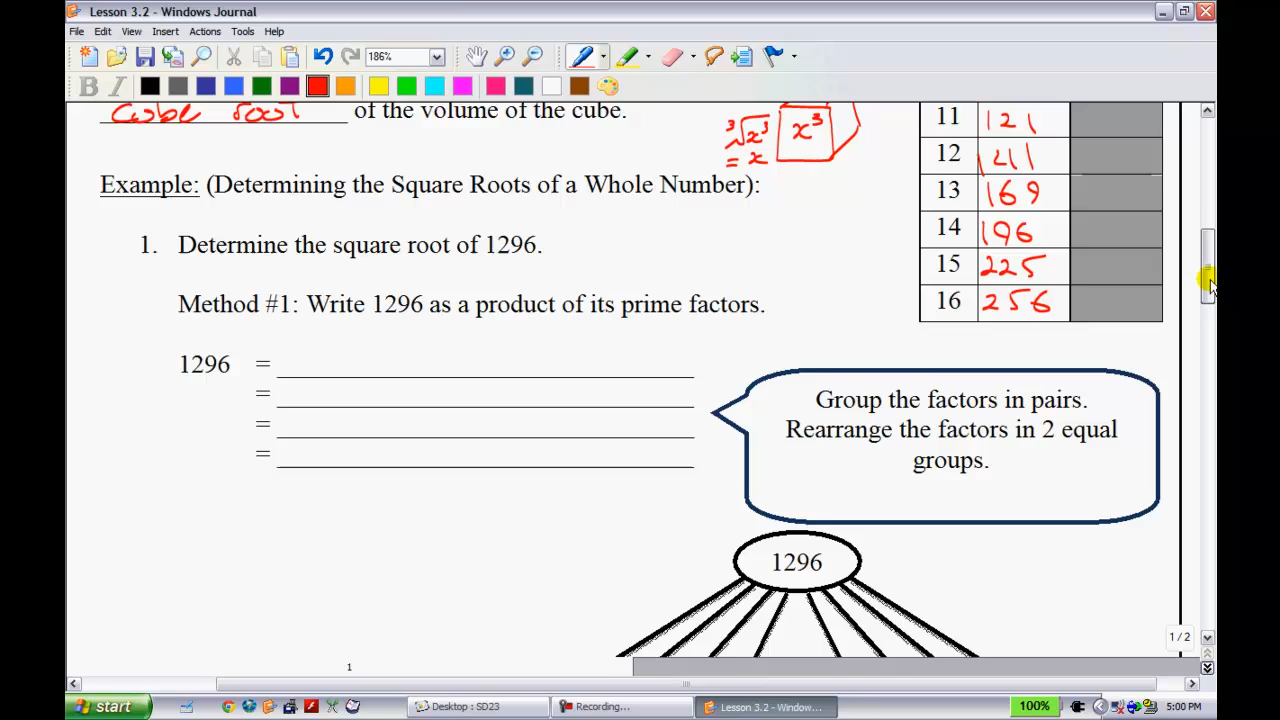 Lesson 3.2 - Windows Journal
File Edit View Insert Actions Tools Help
186%
B I
cube root of the volume of the cube.
∛x³ x³
= x
11 121
12 1211
13 169
14 196
15 225
16 256
Example: (Determining the Square Roots of a Whole Number):
1. Determine the square root of 1296.
Method #1: Write 1296 as a product of its prime factors.
1296 =
=
=
=
Group the factors in pairs.
Rearrange the factors in 2 equal
groups.
1296
1 / 2
1
start Desktop : SD23 Recording... Lesson 3.2 - Window... 100% 5:00 PM